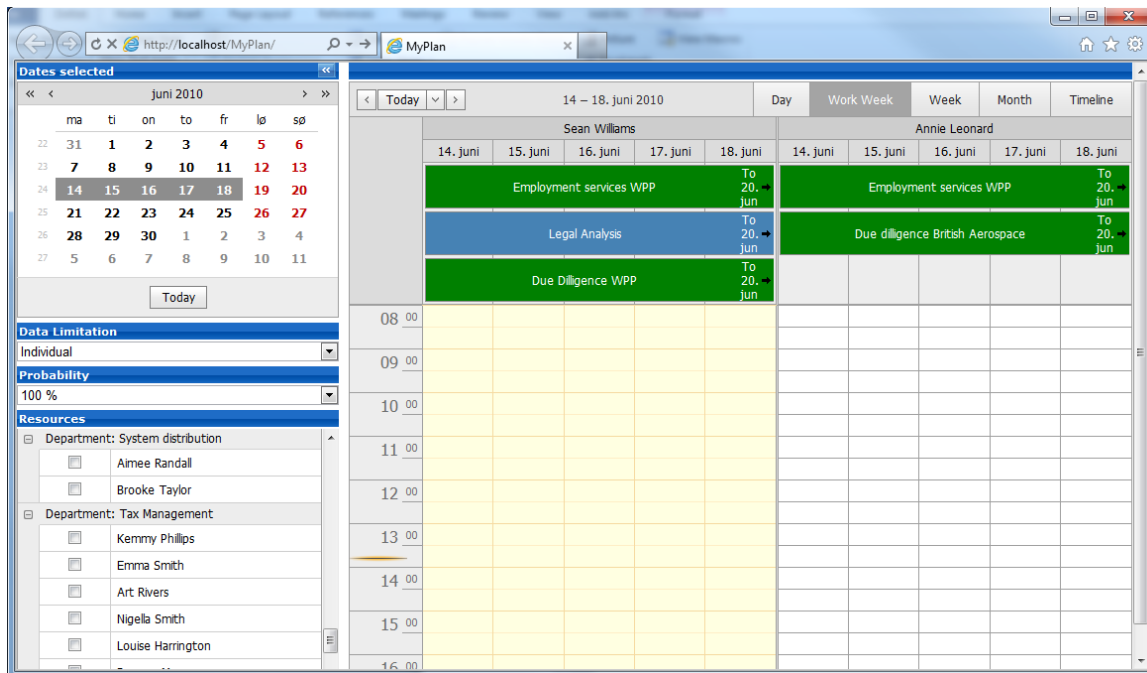 http://localhost/MyPlan/
MyPlan
Dates selected
juni 2010
ma ti on to fr lø sø
22 31 1 2 3 4 5 6
23 7 8 9 10 11 12 13
24 14 15 16 17 18 19 20
25 21 22 23 24 25 26 27
26 28 29 30 1 2 3 4
27 5 6 7 8 9 10 11
Today
Data Limitation
Individual
Probability
100 %
Resources
Department: System distribution
Aimee Randall
Brooke Taylor
Department: Tax Management
Kemmy Phillips
Emma Smith
Art Rivers
Nigella Smith
Louise Harrington
Today
14 – 18. juni 2010
Day Work Week Week Month Timeline
Sean Williams Annie Leonard
14. juni 15. juni 16. juni 17. juni 18. juni 14. juni 15. juni 16. juni 17. juni 18. juni
Employment services WPP
To
20.
jun
Employment services WPP
To
20.
jun
Legal Analysis
To
20.
jun
Due diligence British Aerospace
To
20.
jun
Due Diligence WPP
To
20.
jun
08 00
09 00
10 00
11 00
12 00
13 00
14 00
15 00
16 00